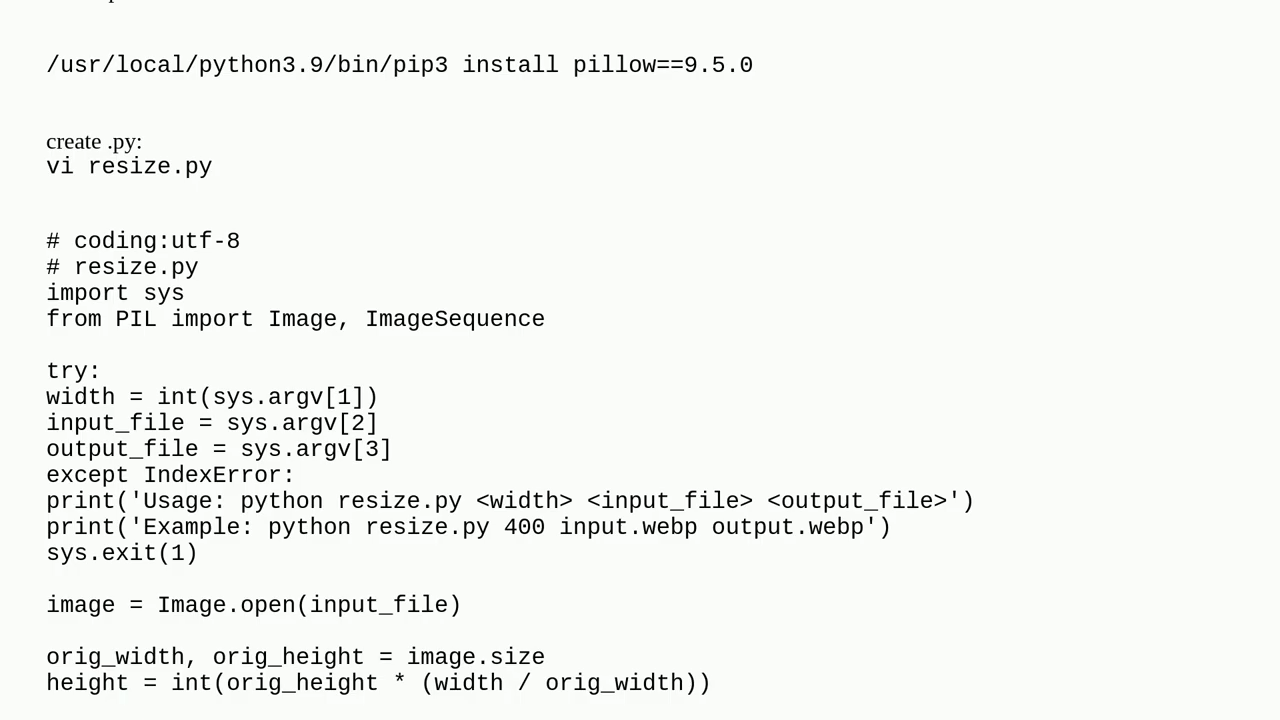 /usr/local/python3.9/bin/pip3 install pillow==9.5.0
create .py:
vi resize.py
# coding:utf-8
# resize.py
import sys
from PIL import Image, ImageSequence
try:
width = int(sys.argv[1])
input_file = sys.argv[2]
output_file = sys.argv[3]
except IndexError:
print('Usage: python resize.py <width> <input_file> <output_file>')
print('Example: python resize.py 400 input.webp output.webp')
sys.exit(1)
image = Image.open(input_file)
orig_width, orig_height = image.size
height = int(orig_height * (width / orig_width))